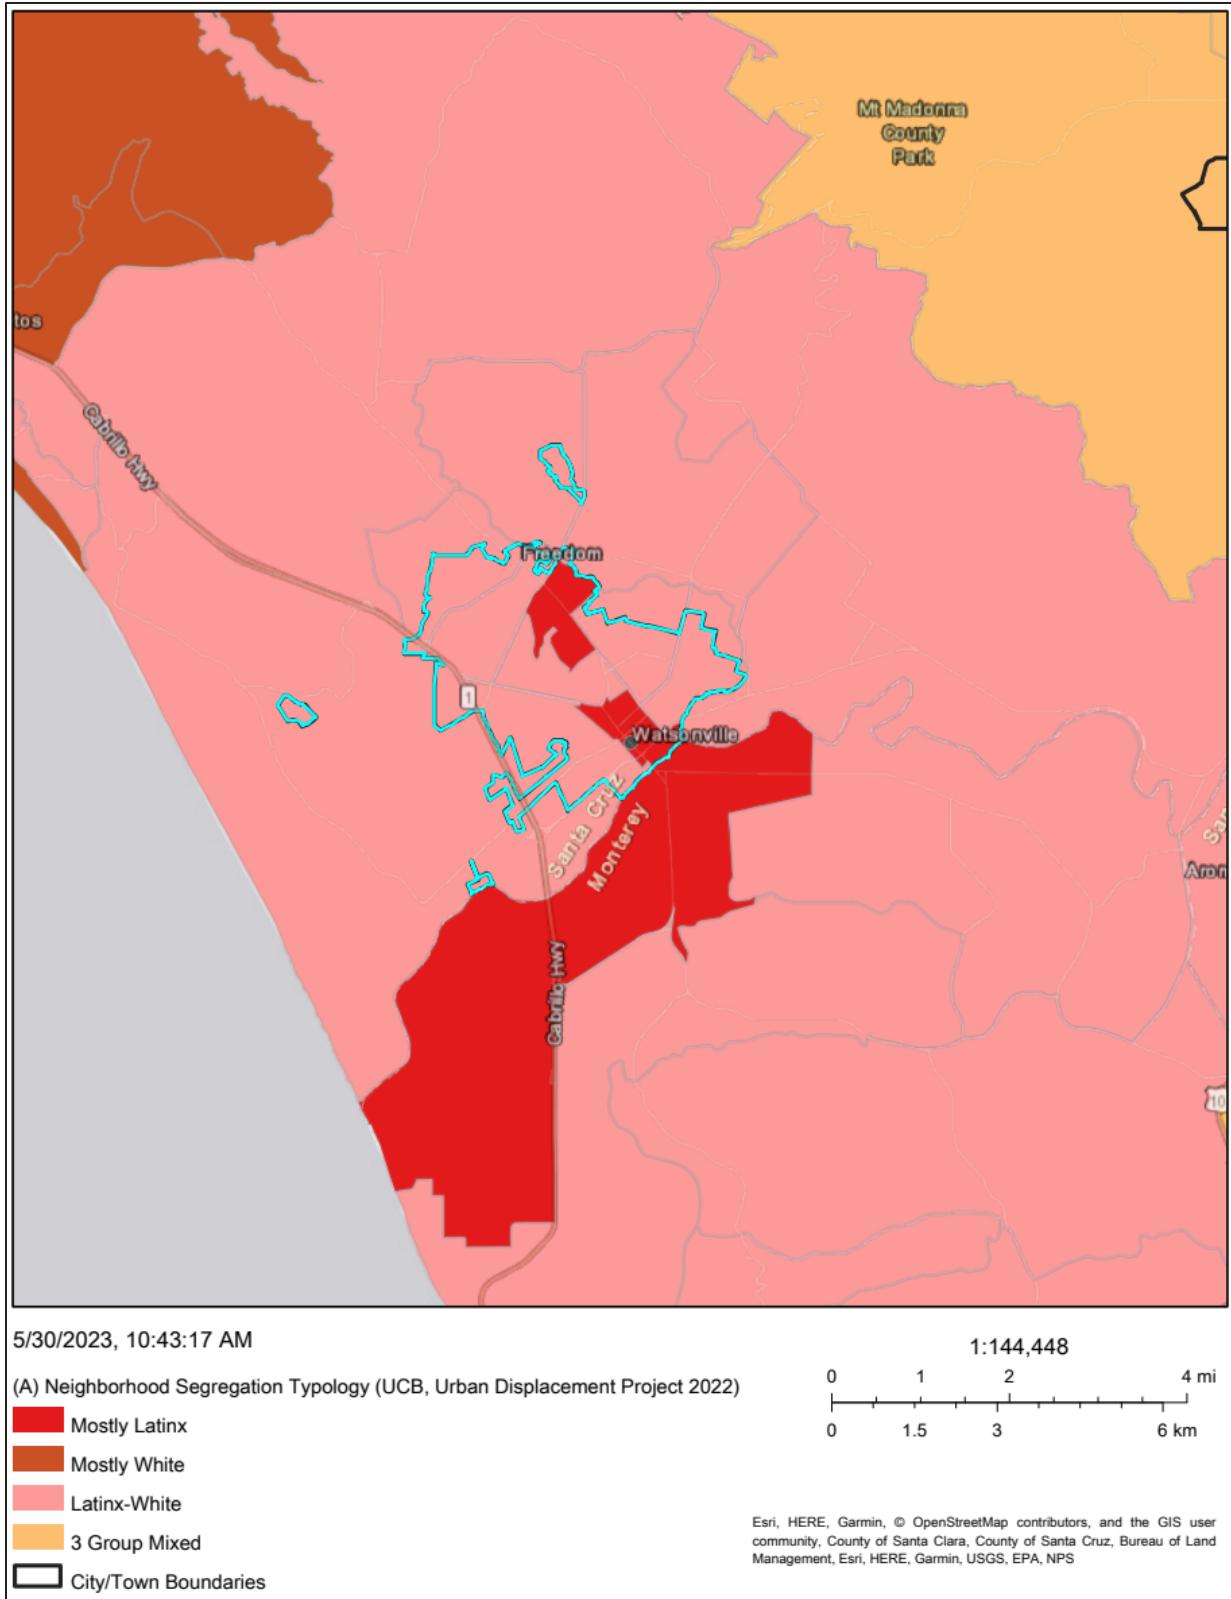 Mt Madonna
County
Park
tos
Cabrillo Hwy
Freedom
1
Watsonville
Santa Cruz
Monterey
San
Arom
Cabrillo Hwy
10
5/30/2023, 10:43:17 AM
1:144,448
0 1 2 4 mi
0 1.5 3 6 km
(A) Neighborhood Segregation Typology (UCB, Urban Displacement Project 2022)
Mostly Latinx
Mostly White
Latinx-White
3 Group Mixed
City/Town Boundaries
Esri, HERE, Garmin, © OpenStreetMap contributors, and the GIS user
community, County of Santa Clara, County of Santa Cruz, Bureau of Land
Management, Esri, HERE, Garmin, USGS, EPA, NPS